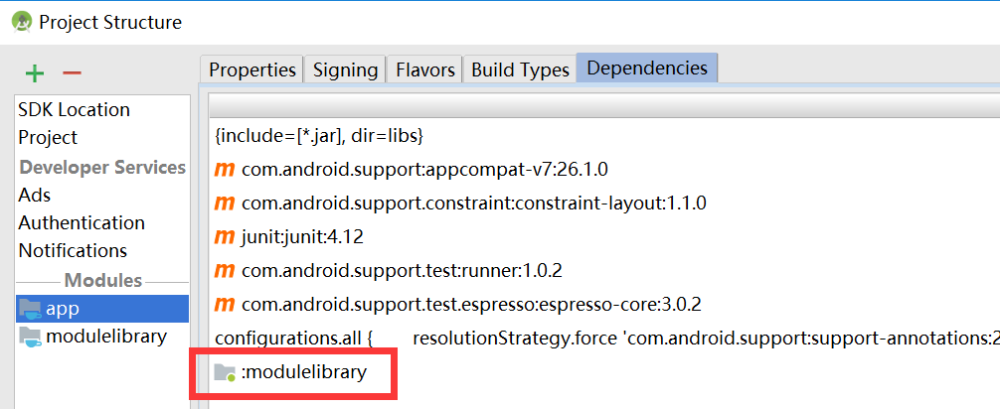 Project Structure
Properties Signing Flavors Build Types Dependencies
SDK Location
Project
Developer Services
Ads
Authentication
Notifications
Modules
app
modulelibrary
{include=[*.jar], dir=libs}
m com.android.support:appcompat-v7:26.1.0
m com.android.support.constraint:constraint-layout:1.1.0
m junit:junit:4.12
m com.android.support.test:runner:1.0.2
m com.android.support.test.espresso:espresso-core:3.0.2
configurations.all { resolutionStrategy.force 'com.android.support:support-annotations:2
:modulelibrary